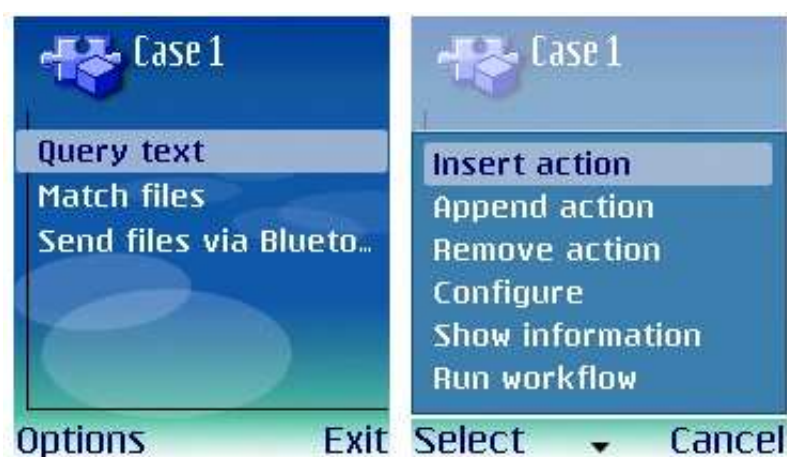 Case 1
Query text
Match files
Send files via Blueto...
Options Exit
Case 1
Insert action
Append action
Remove action
Configure
Show information
Run workflow
Select Cancel